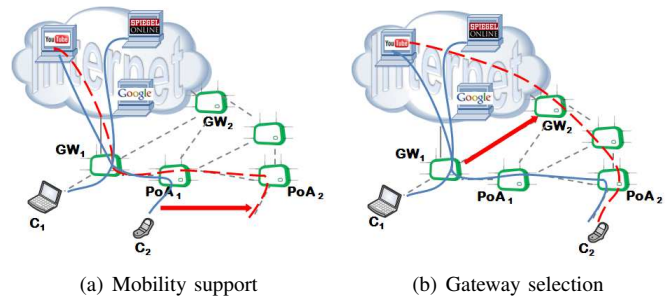 YouTube
SPIEGEL
ONLINE
Internet
Google
GW2
GW1
PoA1
PoA2
C1
C2
(a) Mobility support
YouTube
SPIEGEL
ONLINE
Internet
Google
GW2
GW1
PoA1
PoA2
C1
C2
(b) Gateway selection